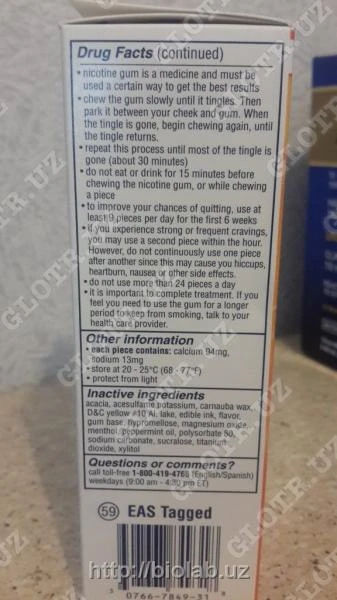 Drug Facts (continued)
• nicotine gum is a medicine and must be
used a certain way to get the best results
• chew the gum slowly until it tingles. Then
park it between your cheek and gum. When
the tingle is gone, begin chewing again, until
the tingle returns.
• repeat this process until most of the tingle is
gone (about 30 minutes)
• do not eat or drink for 15 minutes before
chewing the nicotine gum, or while chewing
a piece
• to improve your chances of quitting, use at
least 9 pieces per day for the first 6 weeks
• if you experience strong or frequent cravings,
you may use a second piece within the hour.
However, do not continuously use one piece
after another since this may cause you hiccups,
heartburn, nausea or other side effects.
• do not use more than 24 pieces a day
• it is important to complete treatment. If you
feel you need to use the gum for a longer
period to keep from smoking, talk to your
health care provider.
Other information
• each piece contains: calcium 94mg,
sodium 13mg
• store at 20 - 25°C (68 - 77°F)
• protect from light
Inactive ingredients
acacia, acesulfame potassium, carnauba wax,
D&C yellow #10 Al. lake, edible ink, flavor,
gum base, hypromellose, magnesium oxide,
menthol, peppermint oil, polysorbate 80,
sodium carbonate, sucralose, titanium
dioxide, xylitol
Questions or comments?
call toll-free 1-800-419-4766 (English/Spanish)
weekdays (9:00 am - 4:30 pm ET)
59 EAS Tagged
http://biolab.uz
0766-7849-31
GLOTR.UZ